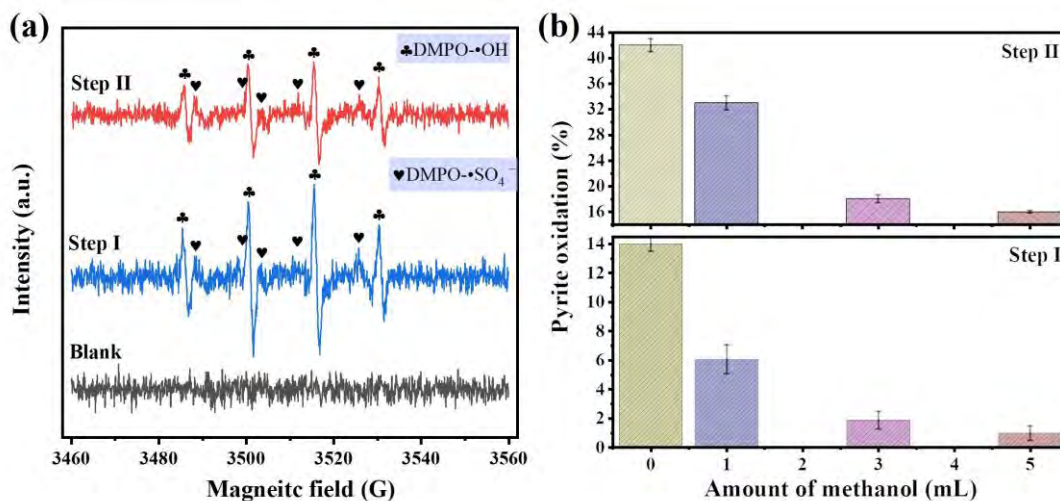 (a)
♣DMPO-•OH
Step II
♥DMPO-•SO₄⁻
Step I
Blank
Intensity (a.u.)
3460 3480 3500 3520 3540 3560
Magneitc field (G)
(b)
Step II
44
40
36
32
28
24
20
16
Step I
14
12
10
8
6
4
2
0
Pyrite oxidation (%)
0 1 2 3 4 5
Amount of methanol (mL)